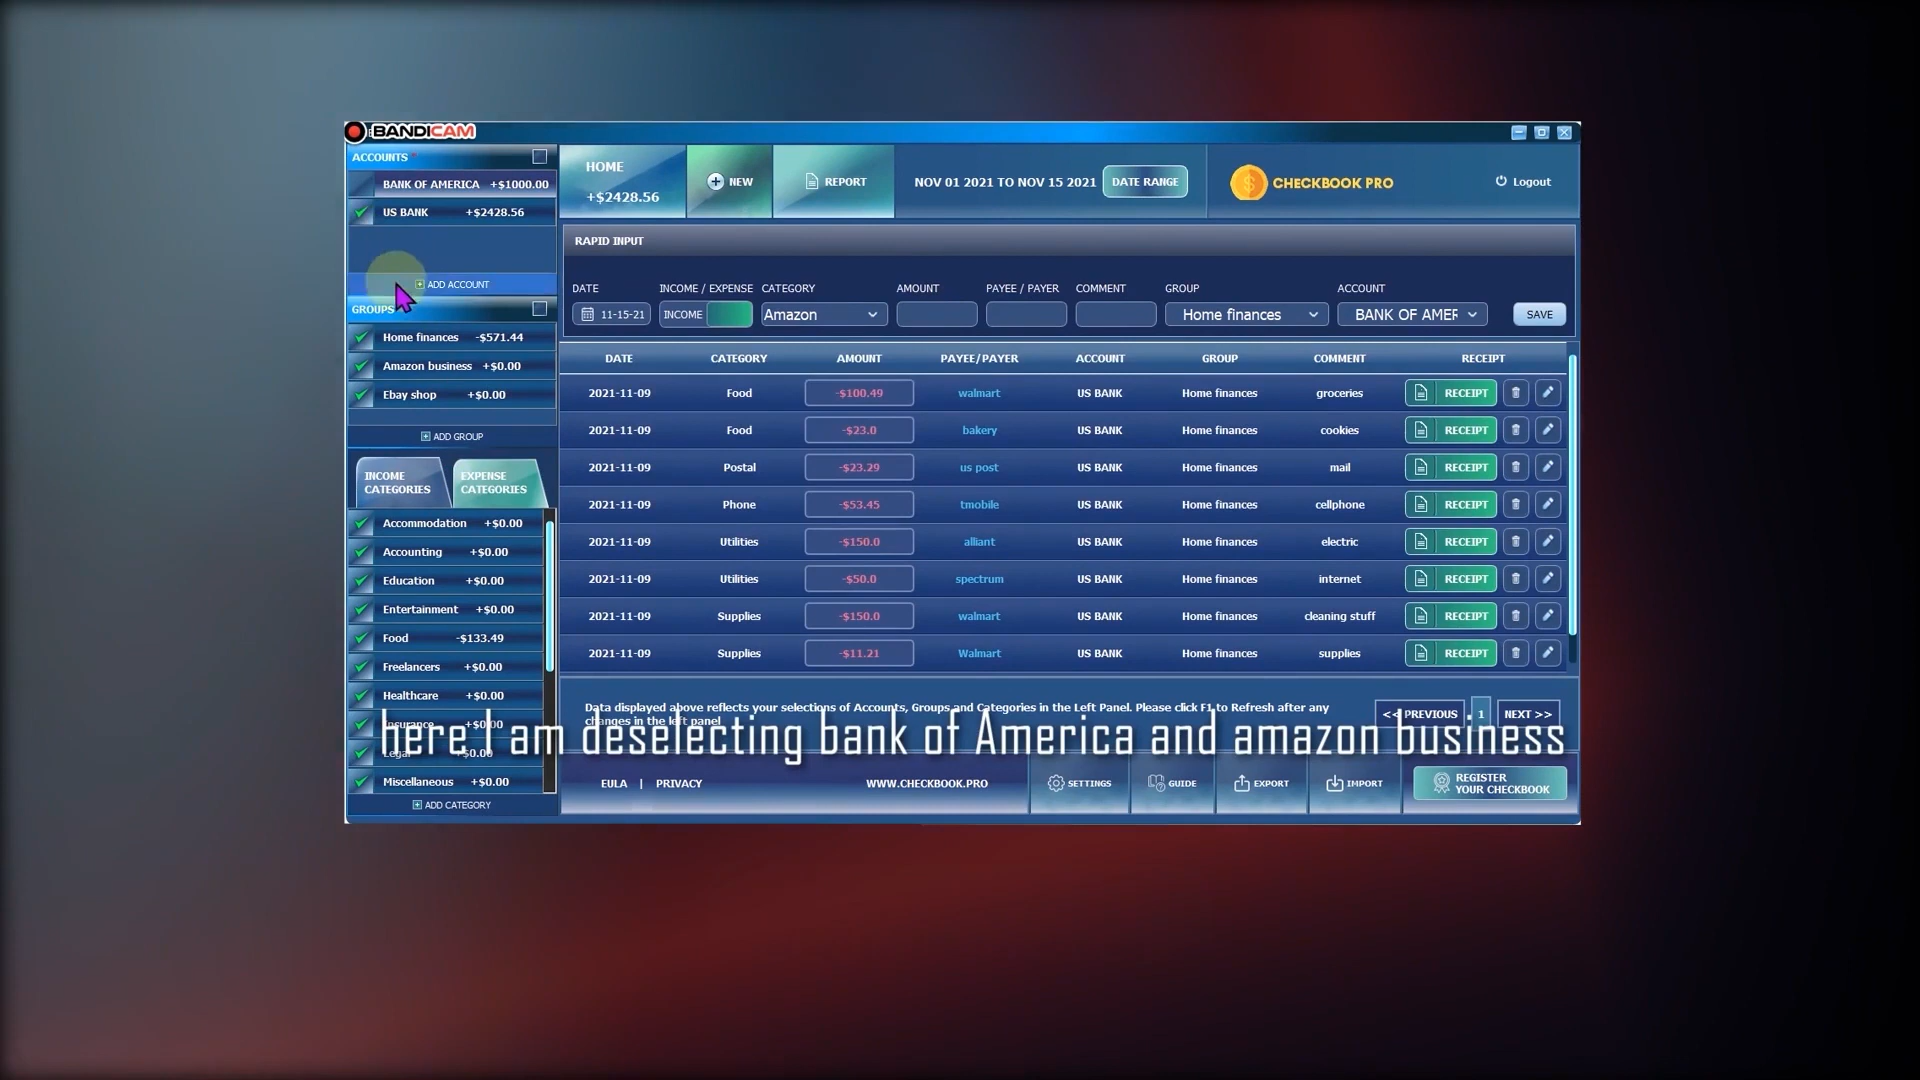 BANDICAM
ACCOUNTS *
BANK OF AMERICA +$1000.00
US BANK +$2428.56
ADD ACCOUNT
GROUPS
Home finances -$571.44
Amazon business +$0.00
Ebay shop +$0.00
ADD GROUP
INCOME CATEGORIES
EXPENSE CATEGORIES
Accommodation +$0.00
Accounting +$0.00
Education +$0.00
Entertainment +$0.00
Food -$133.49
Freelancers +$0.00
Healthcare +$0.00
Insurance +$0.00
Legal +$0.00
Miscellaneous +$0.00
ADD CATEGORY
HOME
+$2428.56
NEW
REPORT
NOV 01 2021 TO NOV 15 2021 DATE RANGE
CHECKBOOK PRO
Logout
RAPID INPUT
DATE INCOME / EXPENSE CATEGORY AMOUNT PAYEE / PAYER COMMENT GROUP ACCOUNT
11-15-21 INCOME Amazon Home finances BANK OF AMER SAVE
DATE CATEGORY AMOUNT PAYEE/PAYER ACCOUNT GROUP COMMENT RECEIPT
2021-11-09 Food -$100.49 walmart US BANK Home finances groceries RECEIPT
2021-11-09 Food -$23.0 bakery US BANK Home finances cookies RECEIPT
2021-11-09 Postal -$23.29 us post US BANK Home finances mail RECEIPT
2021-11-09 Phone -$53.45 tmobile US BANK Home finances cellphone RECEIPT
2021-11-09 Utilities -$150.0 alliant US BANK Home finances electric RECEIPT
2021-11-09 Utilities -$50.0 spectrum US BANK Home finances internet RECEIPT
2021-11-09 Supplies -$150.0 walmart US BANK Home finances cleaning stuff RECEIPT
2021-11-09 Supplies -$11.21 Walmart US BANK Home finances supplies RECEIPT
Data displayed above reflects your selections of Accounts, Groups and Categories in the Left Panel. Please click F1 to Refresh after any
changes in the left panel
<< PREVIOUS 1 NEXT >>
here I am deselecting bank of America and amazon business
EULA | PRIVACY WWW.CHECKBOOK.PRO SETTINGS GUIDE EXPORT IMPORT
REGISTER
YOUR CHECKBOOK